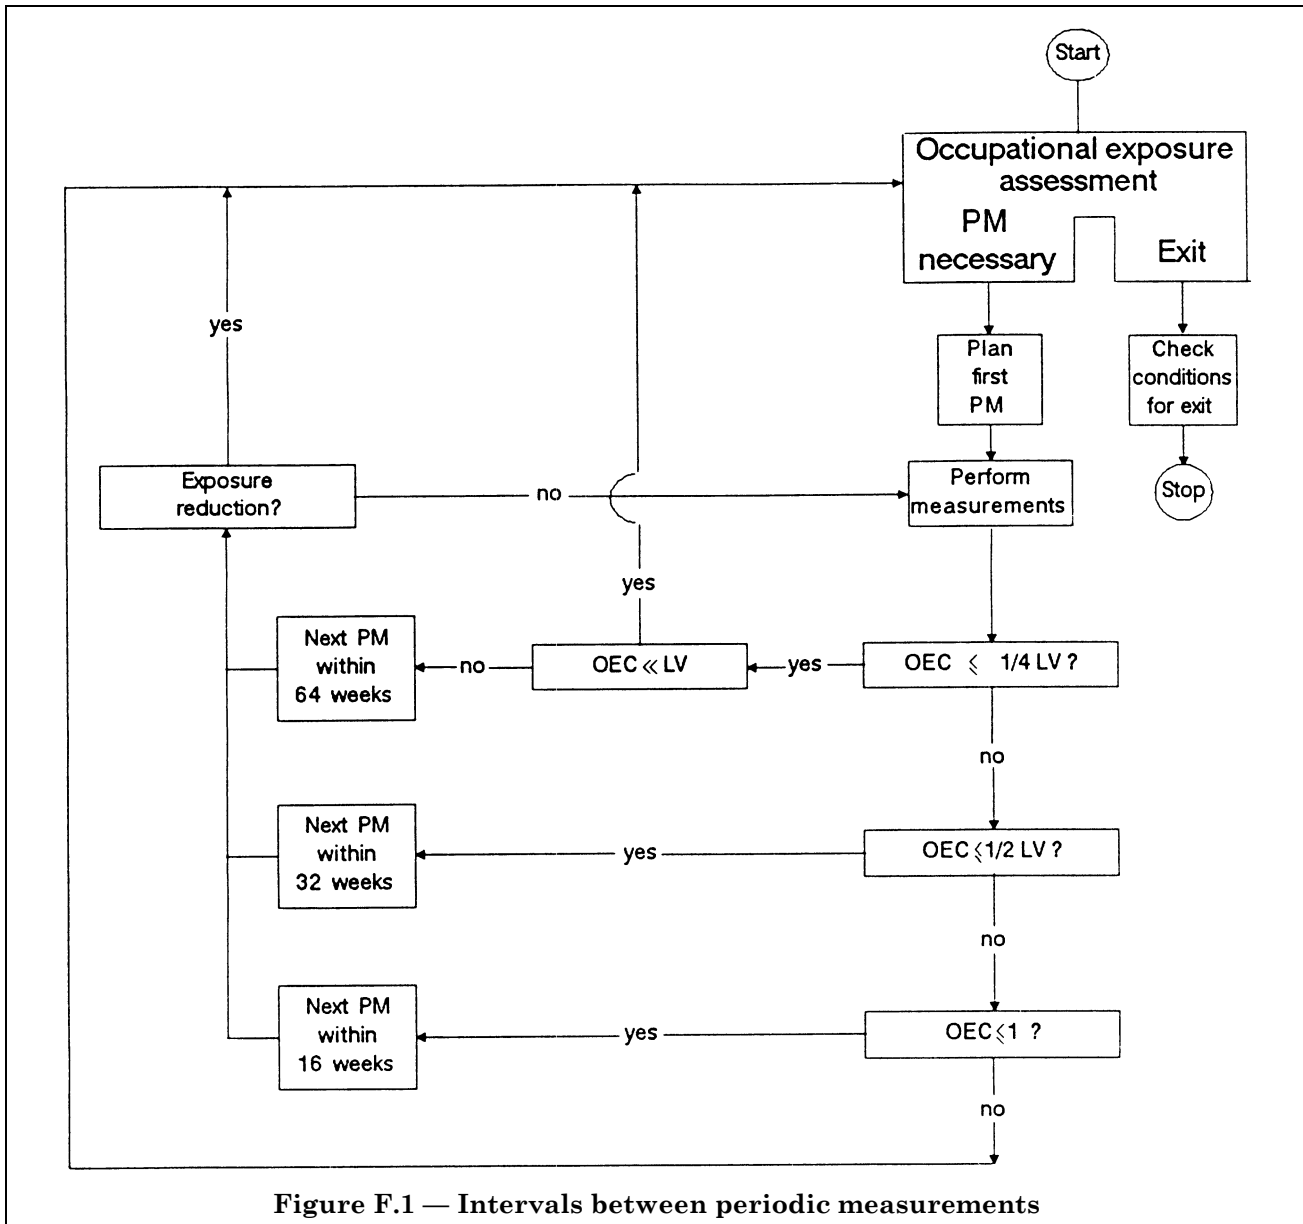 Start
Occupational exposure
assessment
PM
necessary
Exit
yes
Plan
first
PM
Check
conditions
for exit
Exposure
reduction?
no
Perform
measurements
Stop
yes
Next PM
within
64 weeks
no
OEC ≪ LV
yes
OEC ⩽ 1/4 LV ?
no
Next PM
within
32 weeks
yes
OEC ⩽ 1/2 LV ?
no
Next PM
within
16 weeks
yes
OEC ⩽ 1 ?
no
Figure F.1 — Intervals between periodic measurements